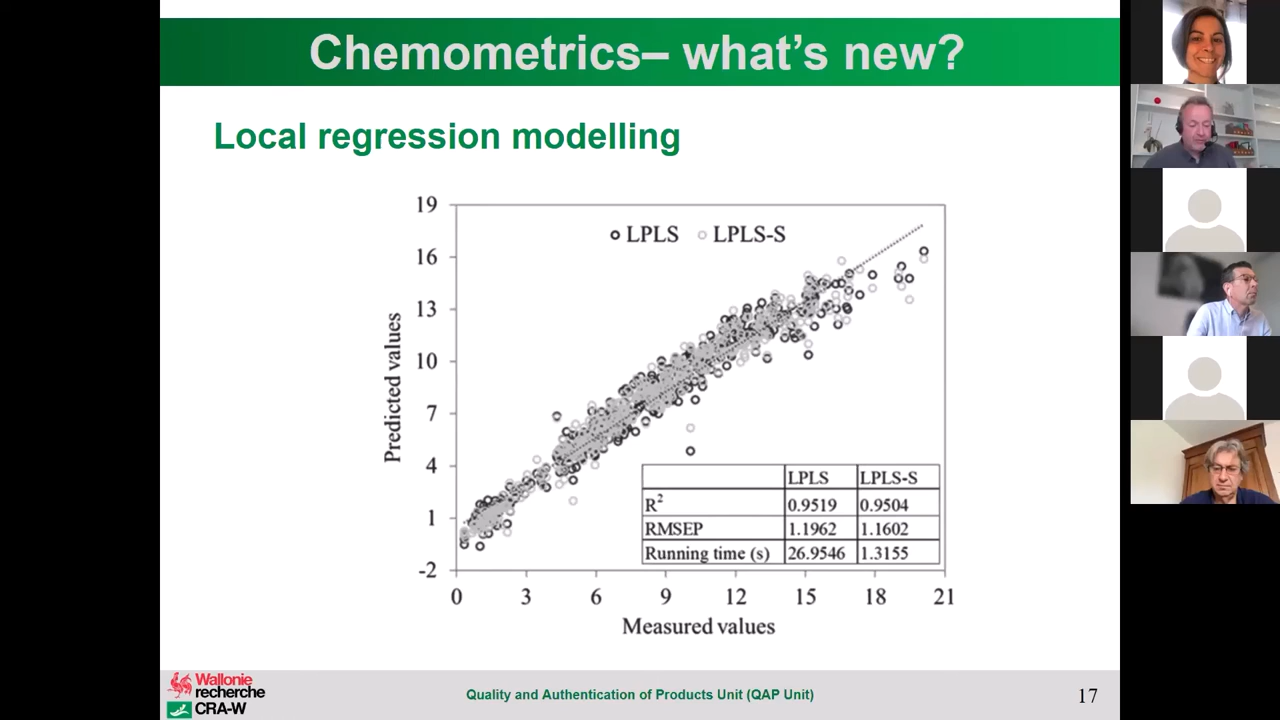 Chemometrics– what's new?
Local regression modelling
LPLS LPLS-S
19
16
13
10
7
4
1
-2
Predicted values
LPLS LPLS-S
R² 0.9519 0.9504
RMSEP 1.1962 1.1602
Running time (s) 26.9546 1.3155
0 3 6 9 12 15 18 21
Measured values
Wallonie
recherche
CRA-W
Quality and Authentication of Products Unit (QAP Unit)
17